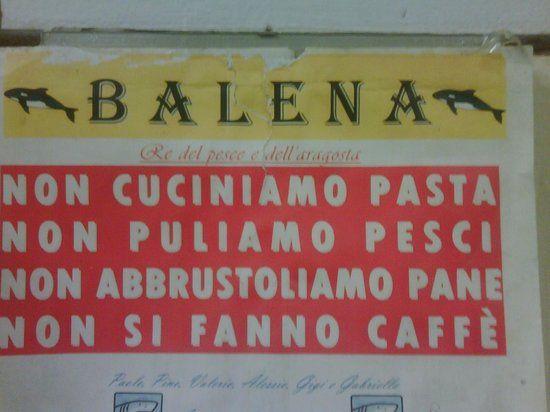 BALENA
Re del pesce e dell'aragosta
NON CUCINIAMO PASTA
NON PULIAMO PESCI
NON ABBRUSTOLIAMO PANE
NON SI FANNO CAFFÈ
Paolo, Pino, Valerio, Alessio, Gigi e Gabriello